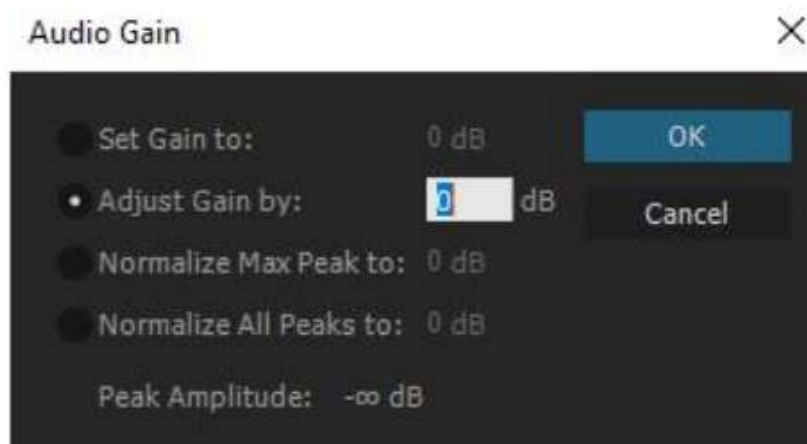 Audio Gain
Set Gain to: 0 dB
OK
Adjust Gain by: 0 dB
Cancel
Normalize Max Peak to: 0 dB
Normalize All Peaks to: 0 dB
Peak Amplitude: -∞ dB